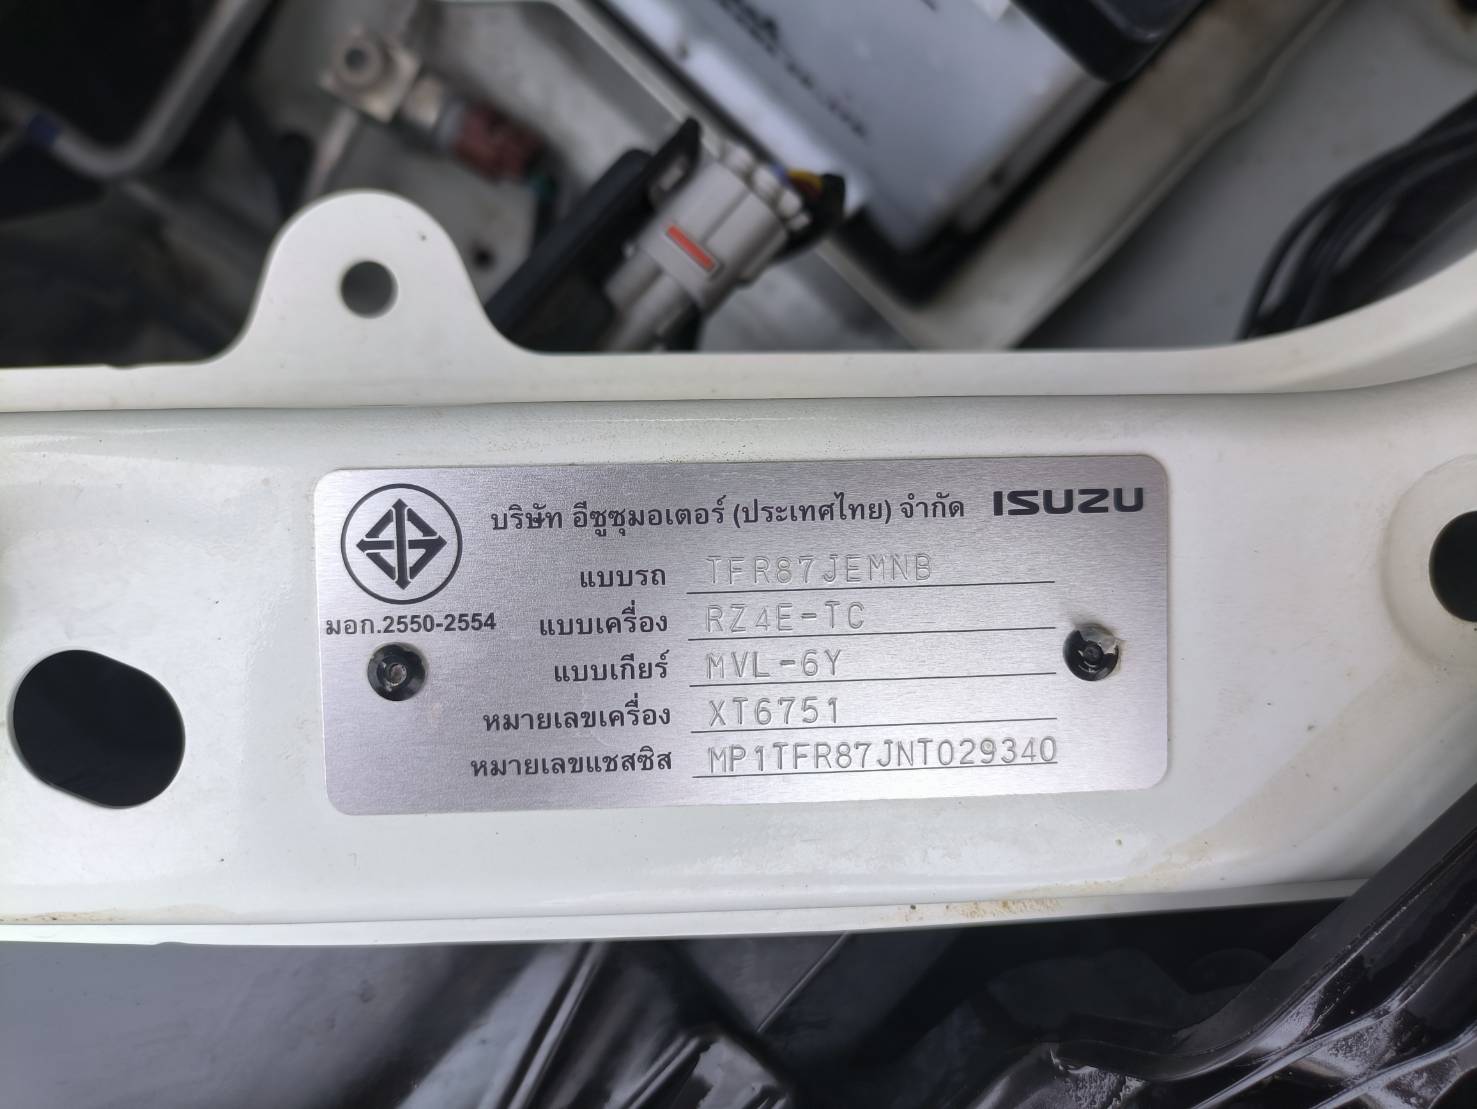 บริษัท อีซูซุมอเตอร์ (ประเทศไทย) จำกัด ISUZU
แบบรถ TFR87JEMNB
มอก.2550-2554
แบบเครื่อง RZ4E-TC
แบบเกียร์ MVL-6Y
หมายเลขเครื่อง XT6751
หมายเลขแชสซิส MP1TFR87JNT029340